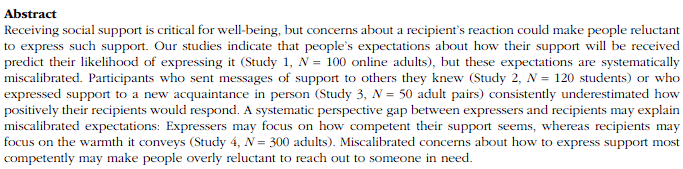 Abstract
Receiving social support is critical for well-being, but concerns about a recipient's reaction could make people reluctant
to express such support. Our studies indicate that people's expectations about how their support will be received
predict their likelihood of expressing it (Study 1, N = 100 online adults), but these expectations are systematically
miscalibrated. Participants who sent messages of support to others they knew (Study 2, N = 120 students) or who
expressed support to a new acquaintance in person (Study 3, N = 50 adult pairs) consistently underestimated how
positively their recipients would respond. A systematic perspective gap between expressers and recipients may explain
miscalibrated expectations: Expressers may focus on how competent their support seems, whereas recipients may
focus on the warmth it conveys (Study 4, N = 300 adults). Miscalibrated concerns about how to express support most
competently may make people overly reluctant to reach out to someone in need.